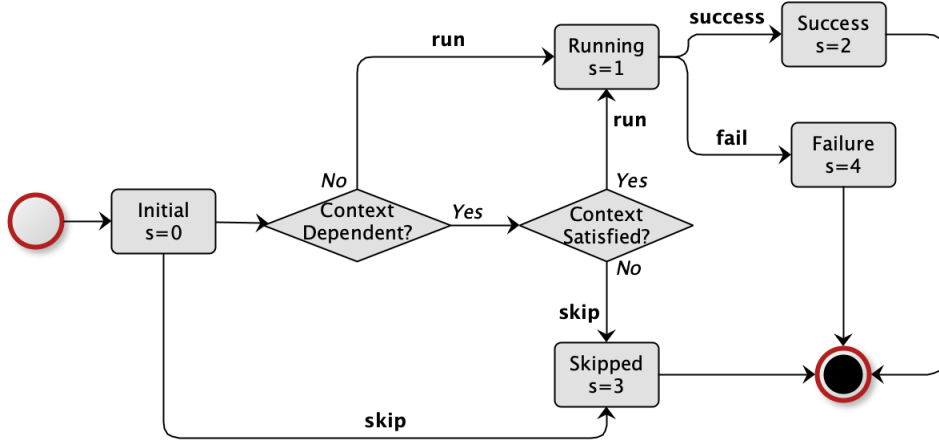 success
Success
s=2
run
Running
s=1
run
fail
Failure
s=4
No
Yes
Initial
s=0
Context
Dependent?
Yes
Context
Satisfied?
No
skip
Skipped
s=3
skip